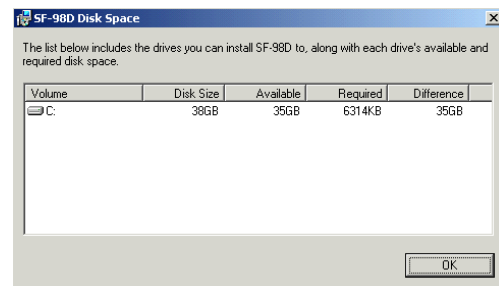 SF-98D Disk Space
The list below includes the drives you can install SF-98D to, along with each drive's available and
required disk space.
Volume Disk Size Available Required Difference
C: 38GB 35GB 6314KB 35GB
OK